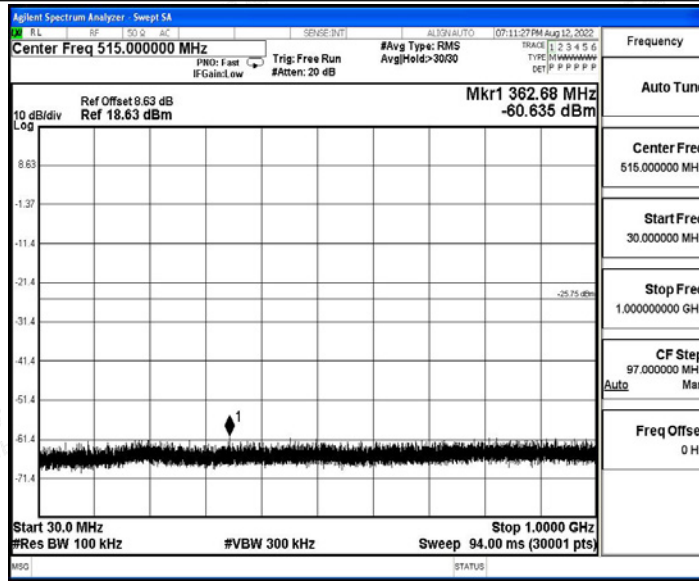 Agilent Spectrum Analyzer - Swept SA
RL RF 50 Ω AC SENSE:INT ALIGN AUTO 07:11:27 PM Aug 12, 2022
Center Freq 515.000000 MHz
PNO: Fast
IFGain:Low
Trig: Free Run
#Atten: 20 dB
#Avg Type: RMS
Avg|Hold:>30/30
TRACE 1 2 3 4 5 6
TYPE M
DET P P P P P P
Frequency
Auto Tune
Ref Offset 8.63 dB
10 dB/div Ref 18.63 dBm
Log
Mkr1 362.68 MHz
-60.635 dBm
8.63
-1.37
-11.4
-21.4
-31.4
-41.4
-51.4
-61.4
-71.4
-25.75 dBm
1
Center Fre
515.000000 MH
Start Fre
30.000000 MH
Stop Fre
1.000000000 GH
CF Step
97.000000 MH
Auto Ma
Freq Offse
0 H
Start 30.0 MHz Stop 1.0000 GHz
#Res BW 100 kHz #VBW 300 kHz Sweep 94.00 ms (30001 pts)
MSG STATUS